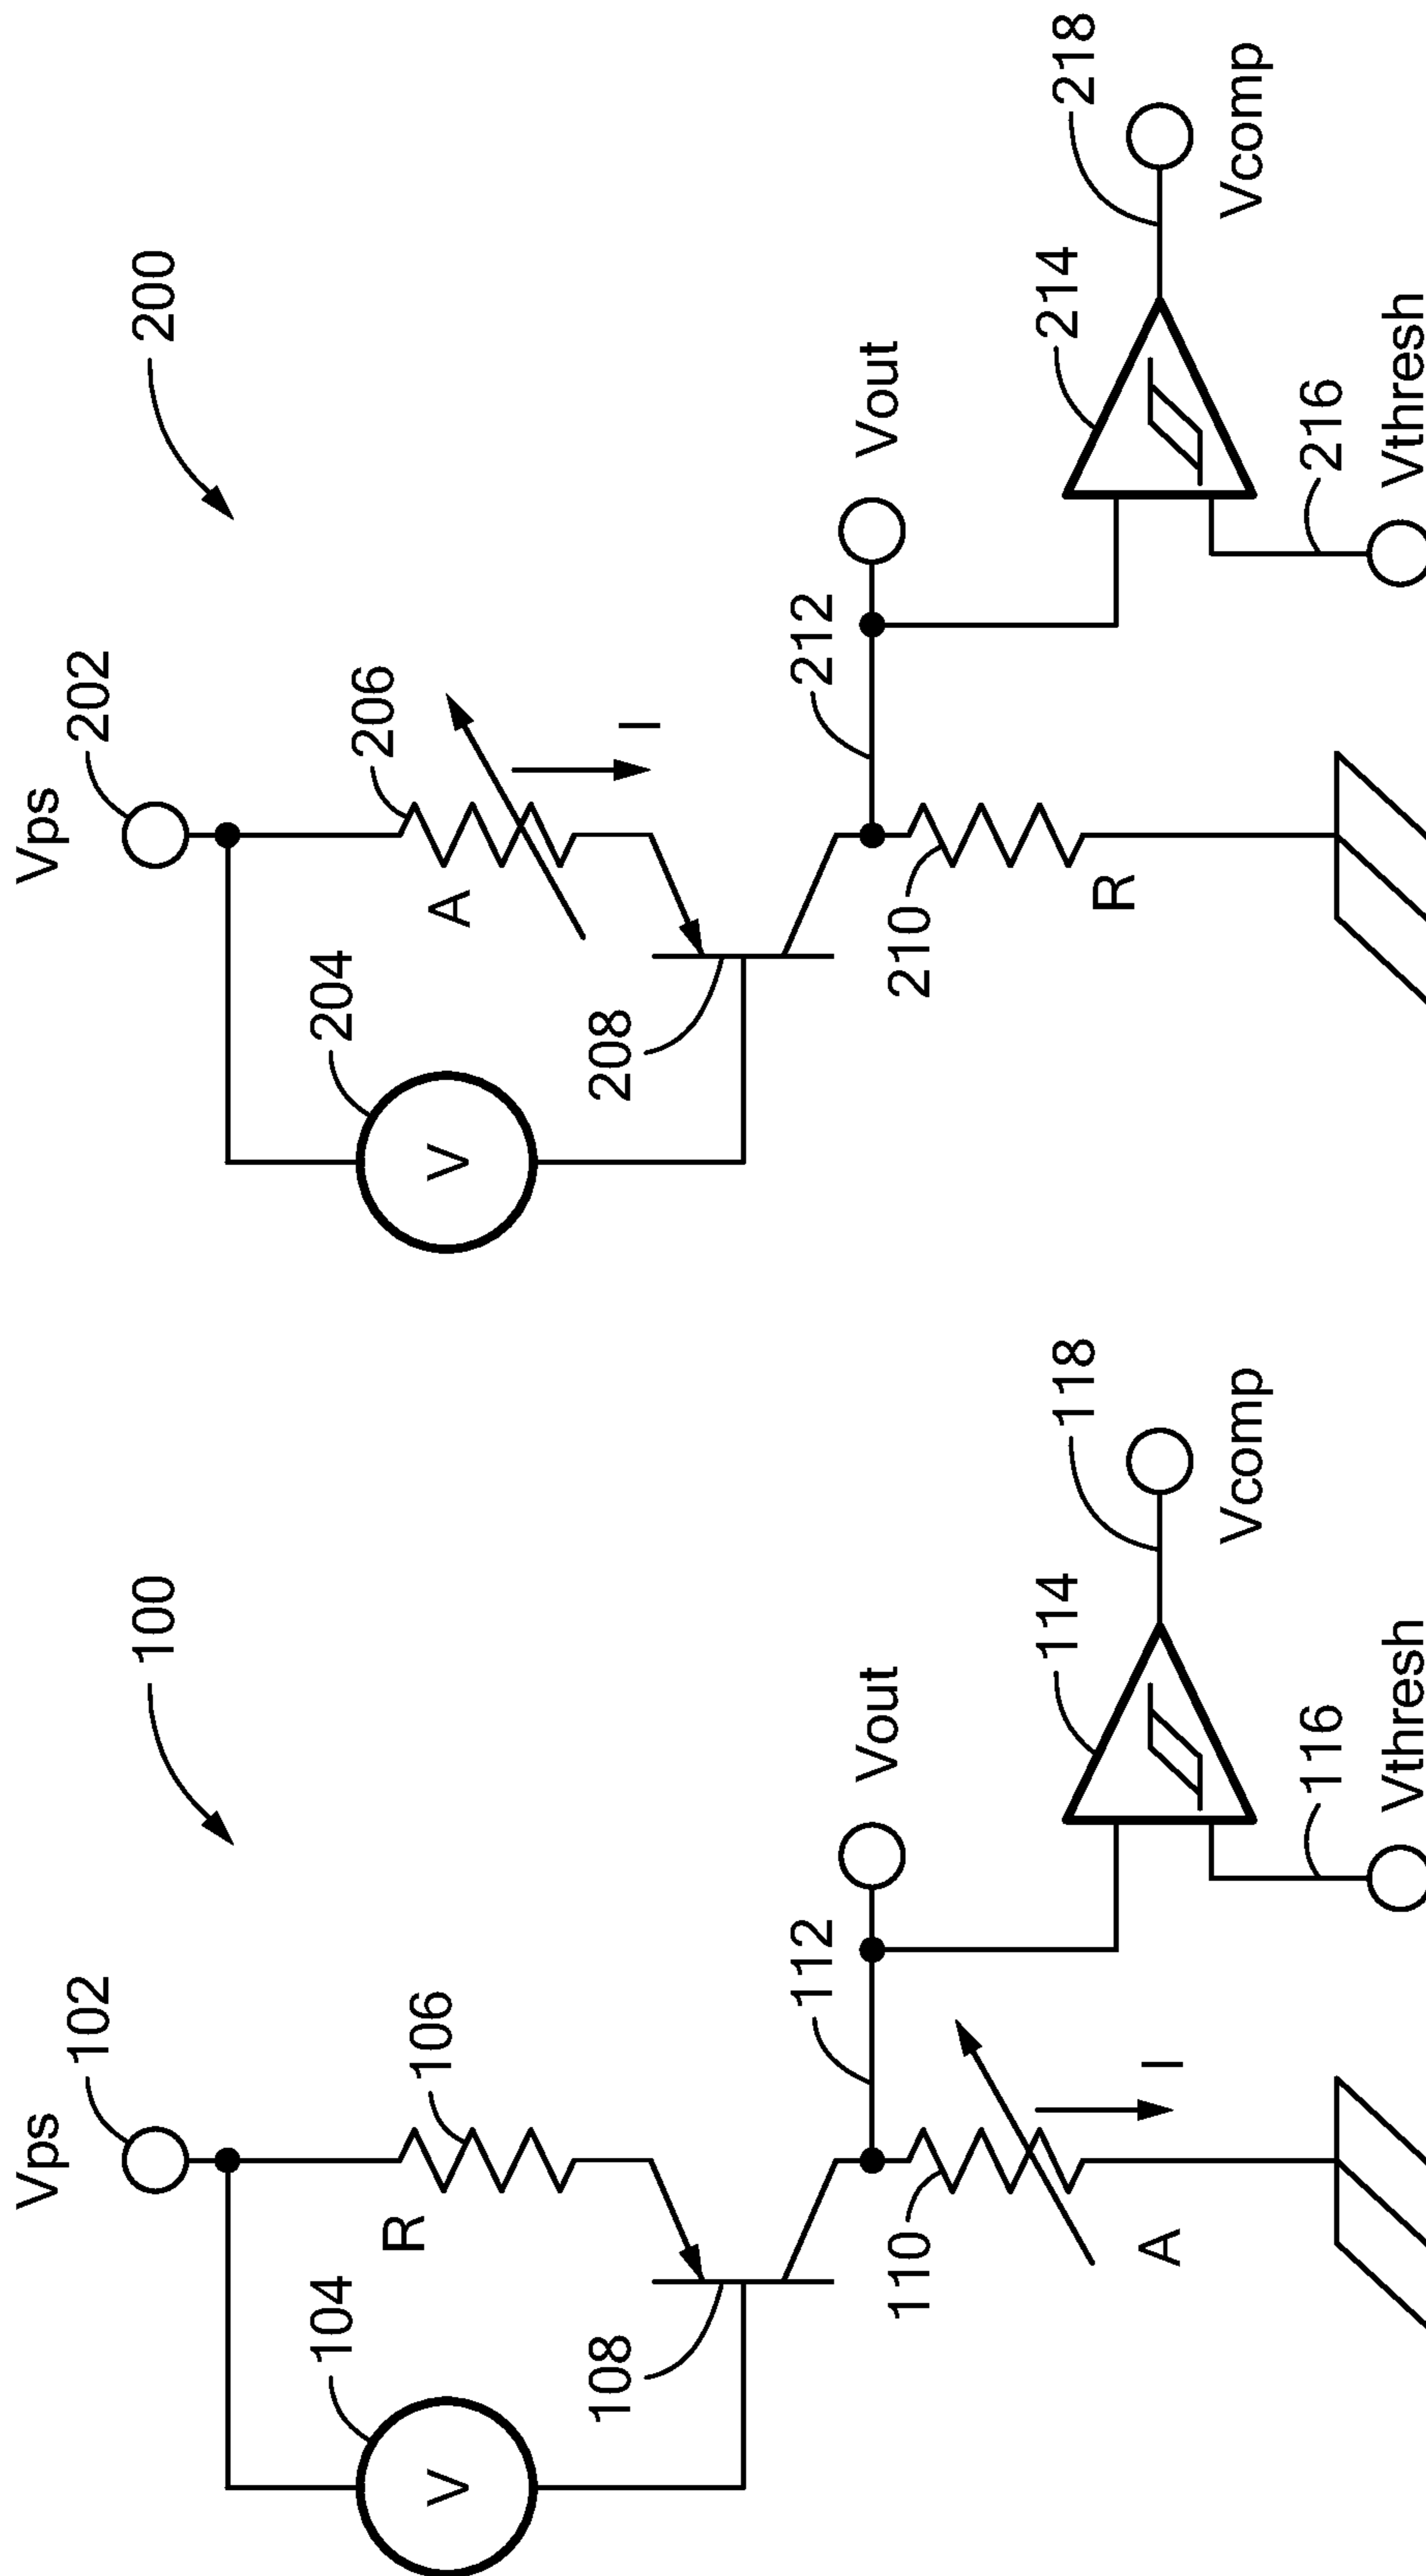 100
Vps
102
104
V
R
106
108
112
Vout
110
A
I
114
118
Vcomp
116
Vthresh
200
Vps
202
204
V
A
206
I
208
212
Vout
210
R
214
218
Vcomp
216
Vthresh